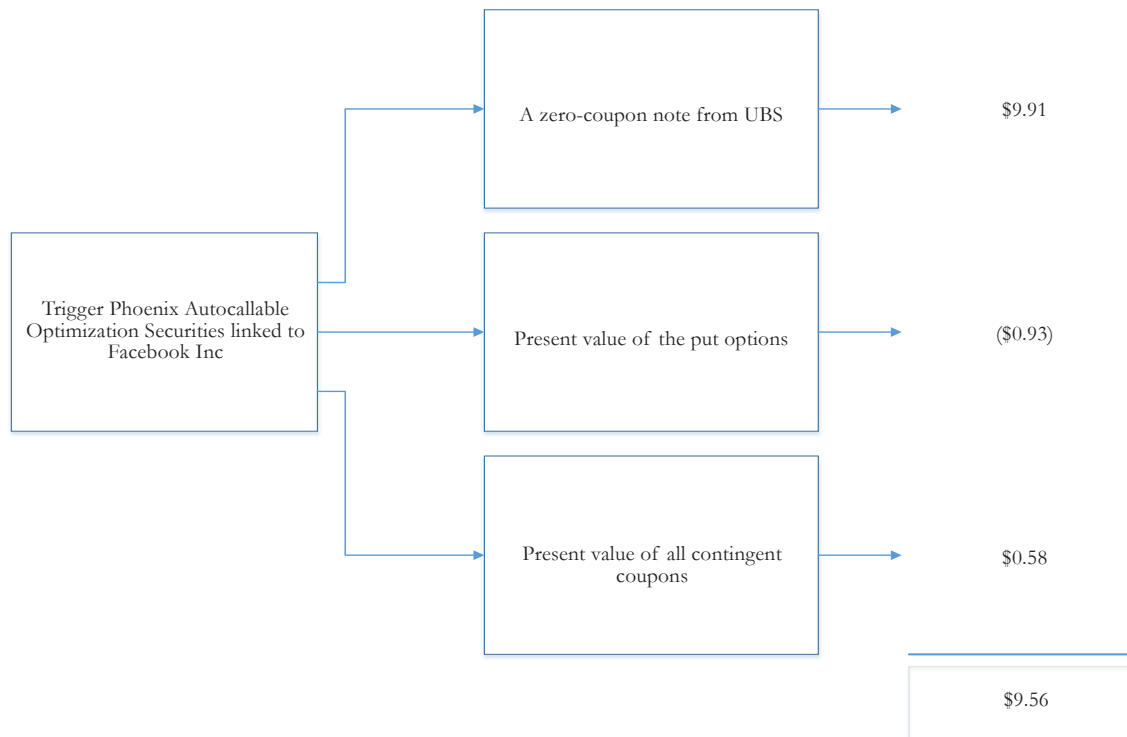 A zero-coupon note from UBS
$9.91
Trigger Phoenix Autocallable
Optimization Securities linked to
Facebook Inc
Present value of the put options
($0.93)
Present value of all contingent
coupons
$0.58
$9.56